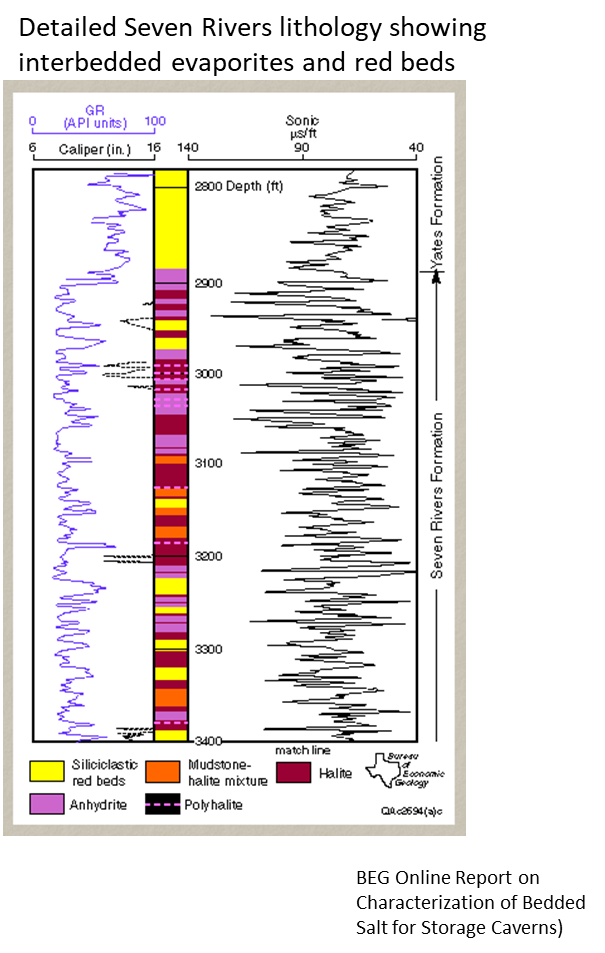 Detailed Seven Rivers lithology showing
interbedded evaporites and red beds
GR
0 (API units) 100
Sonic
µs/ft
6 Caliper (in.) 16 140 90 40
2800 Depth (ft)
Yates Formation
2900
3000
3100
Seven Rivers Formation
3200
3300
3400
match line
Siliciclastic
red beds
Mudstone-
halite mixture
Halite
Bureau
of
Economic
Geology
Anhydrite
Polyhalite
QAc2694(a)c
BEG Online Report on
Characterization of Bedded
Salt for Storage Caverns)